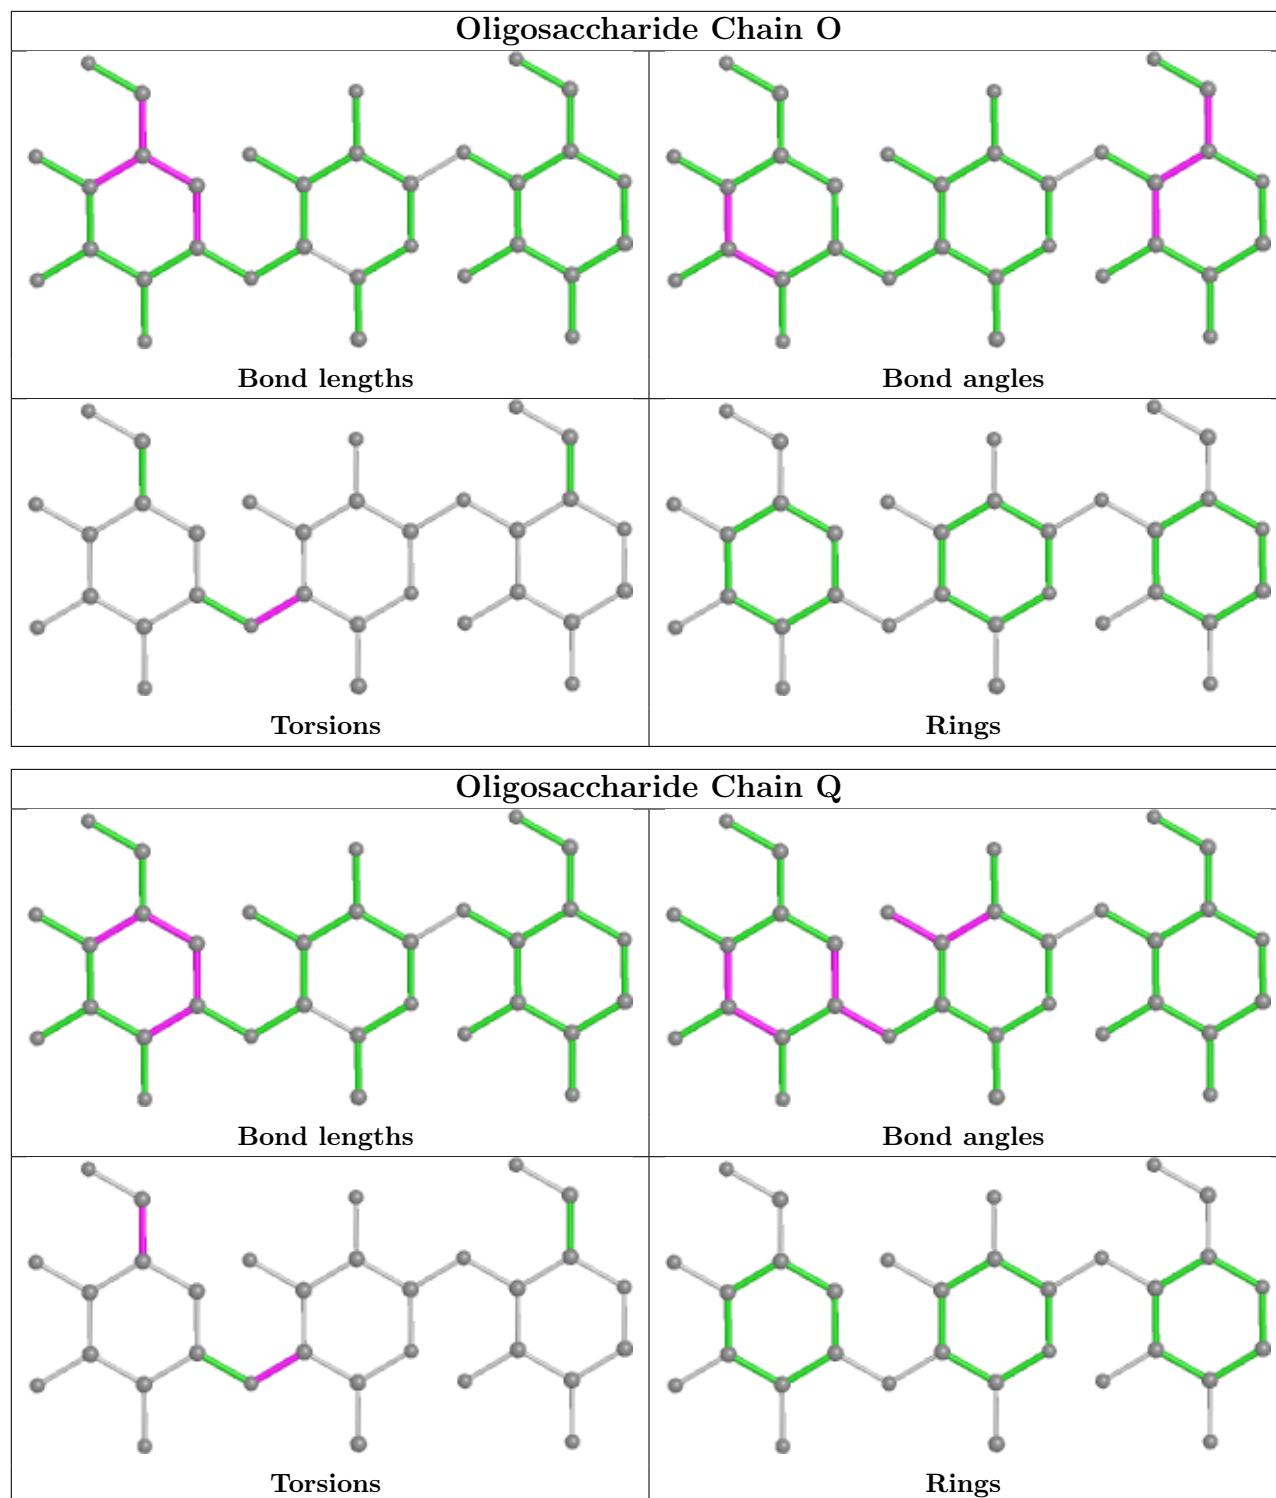 Oligosaccharide Chain O
Bond lengths
Bond angles
Torsions
Rings
Oligosaccharide Chain Q
Bond lengths
Bond angles
Torsions
Rings